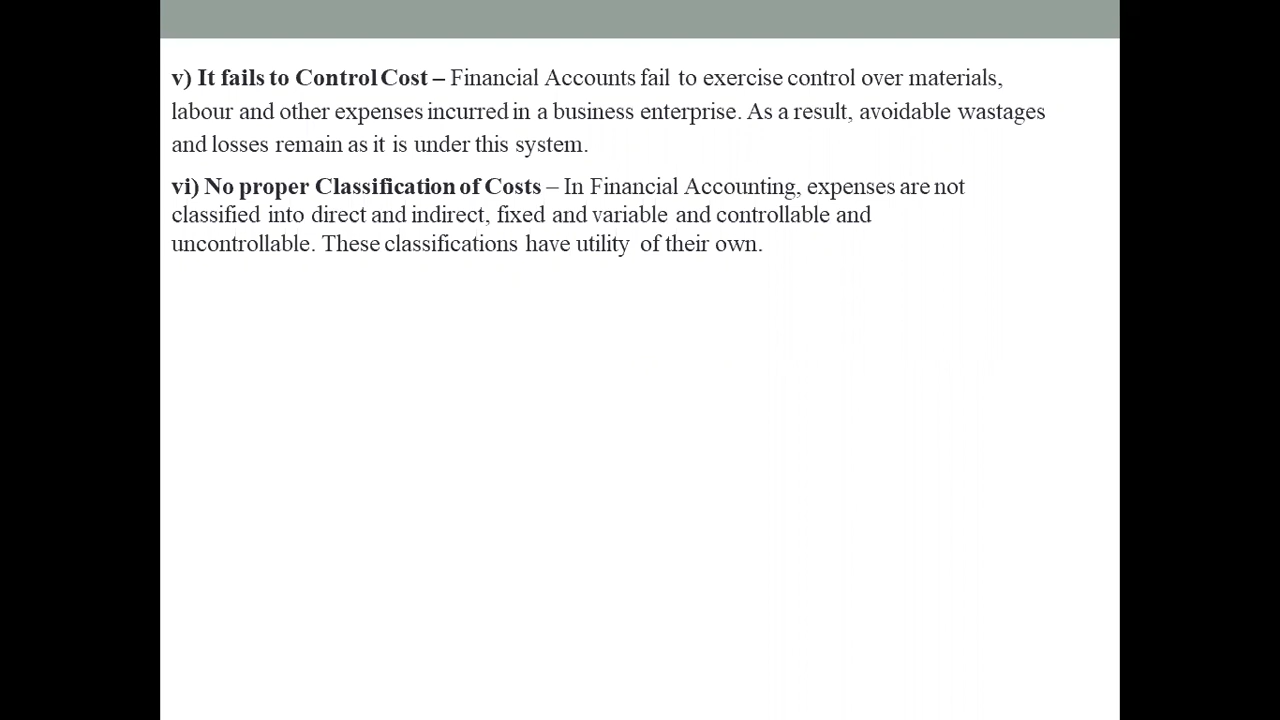 v) It fails to Control Cost – Financial Accounts fail to exercise control over materials,
labour and other expenses incurred in a business enterprise. As a result, avoidable wastages
and losses remain as it is under this system.
vi) No proper Classification of Costs – In Financial Accounting, expenses are not
classified into direct and indirect, fixed and variable and controllable and
uncontrollable. These classifications have utility of their own.